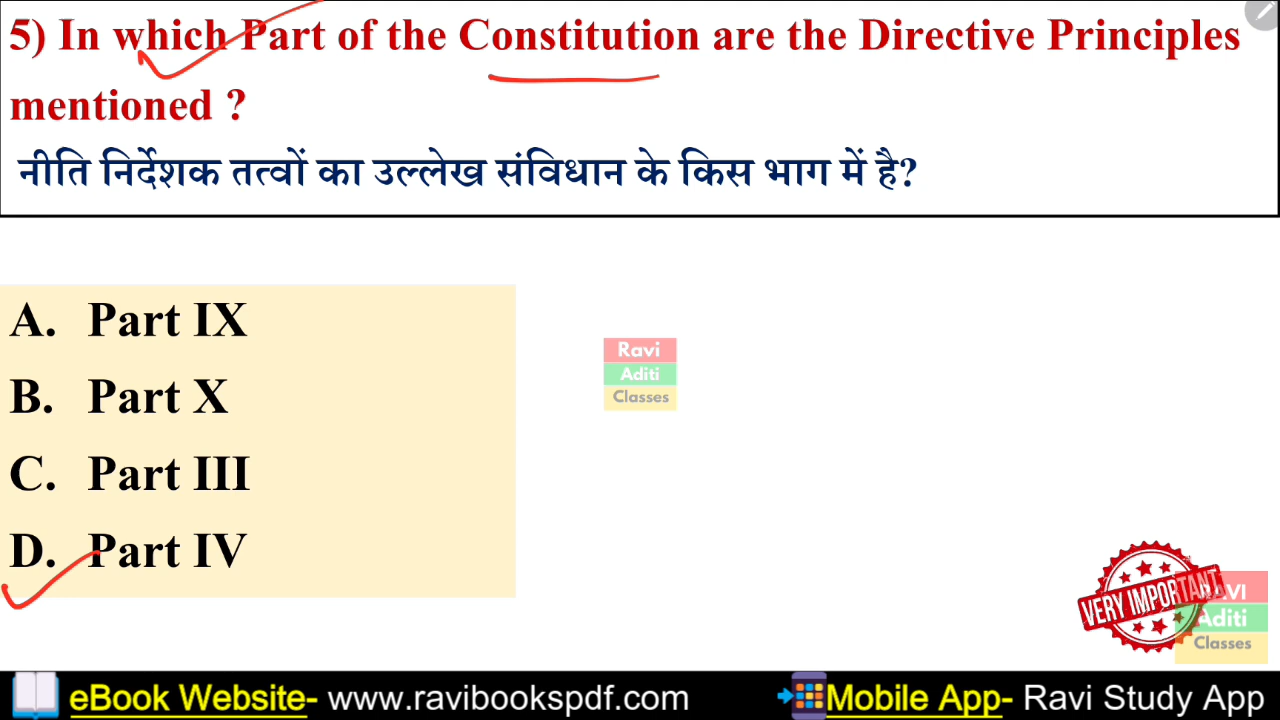 5) In which Part of the Constitution are the Directive Principles
mentioned ?
नीति निर्देशक तत्वों का उल्लेख संविधान के किस भाग में है?
A. Part IX
B. Part X
C. Part III
D. Part IV
Ravi
Aditi
Classes
VERY IMPORTANT
RAVI
Aditi
Classes
eBook Website- www.ravibookspdf.com
Mobile App- Ravi Study App